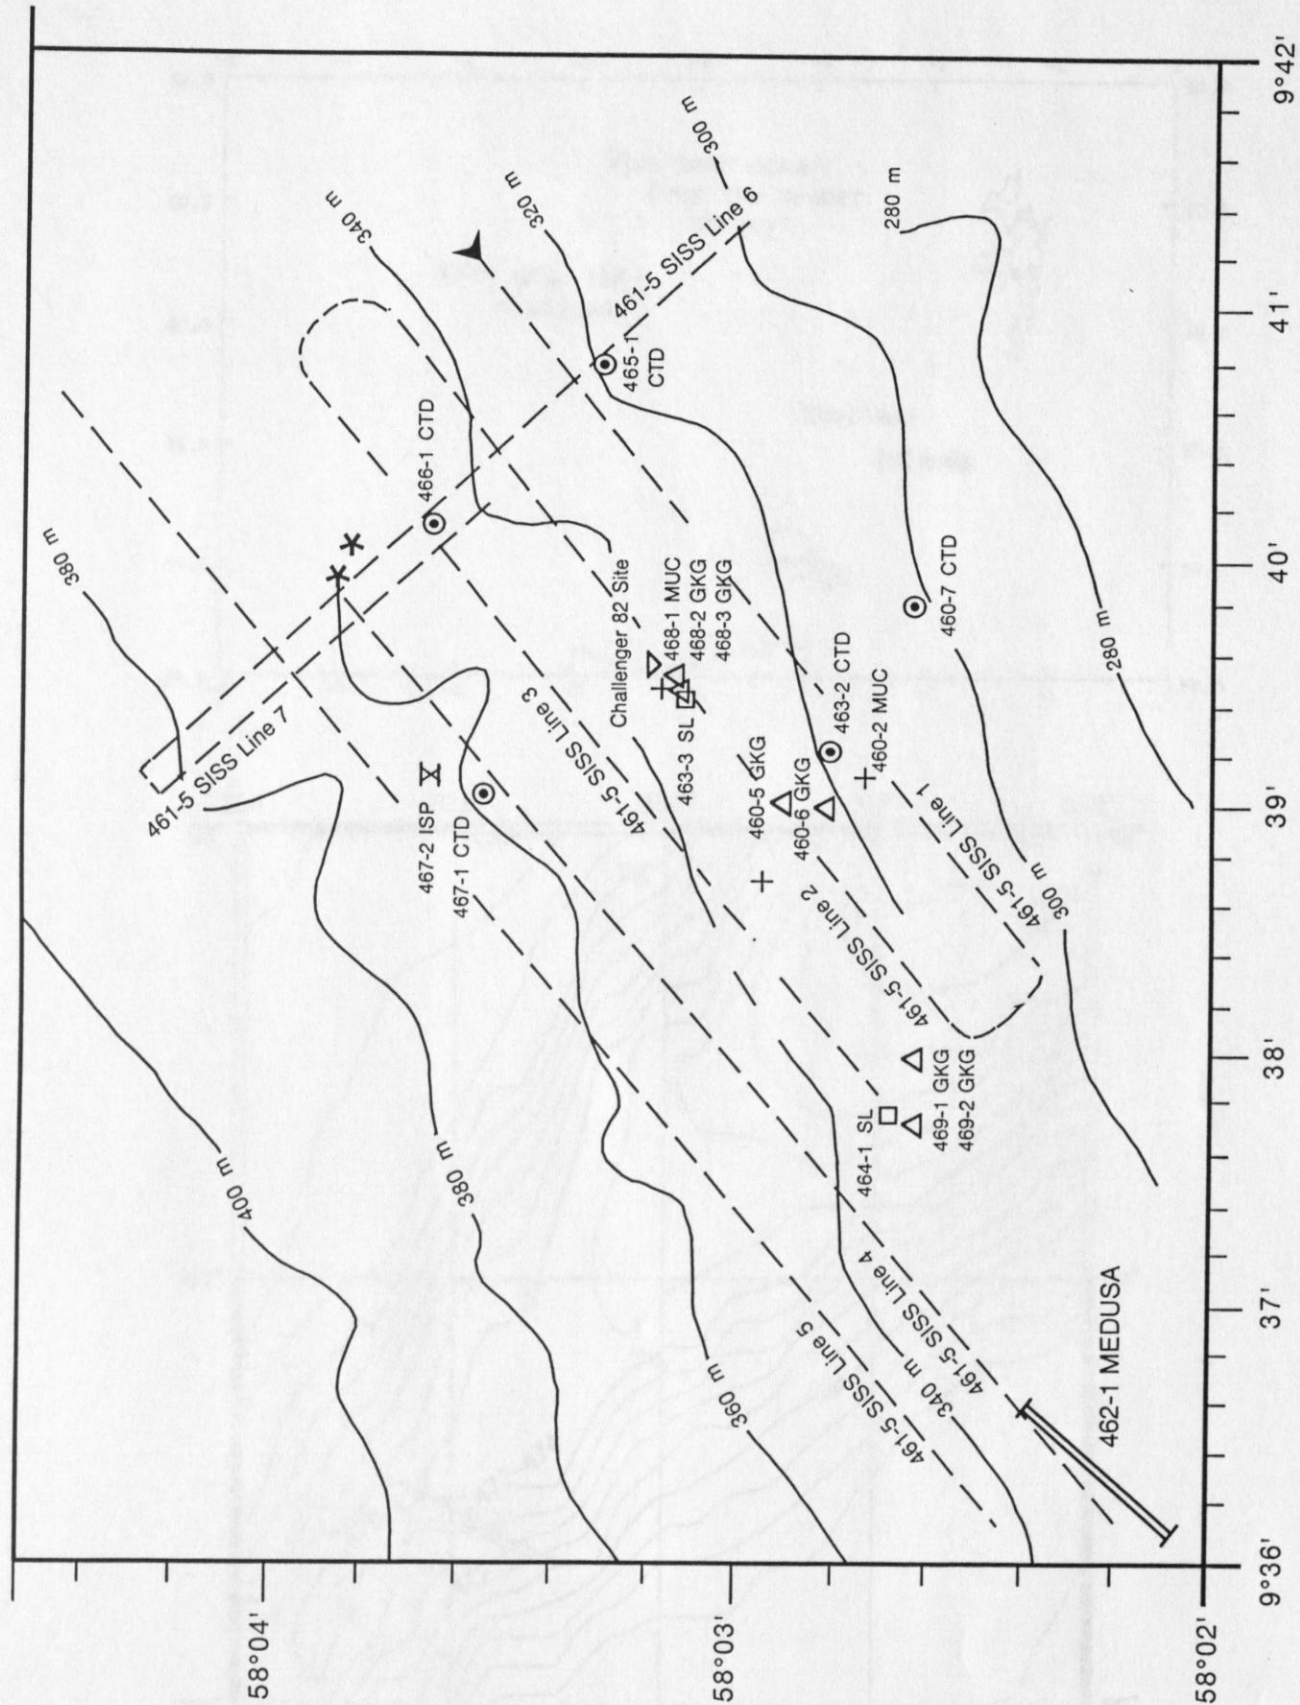 380 m
340 m
320 m
300 m
280 m
461-5 SISS Line 7
466-1 CTD
461-5 SISS Line 6
465-1
CTD
467-2 ISP
467-1 CTD
461-5 SISS Line 3
Challenger 82 Site
468-1 MUC
468-2 GKG
468-3 GKG
463-3 SL
460-5 GKG
460-6 GKG
463-2 CTD
460-2 MUC
460-7 CTD
280 m
461-5 SISS Line 2
461-5 SISS Line 1
300 m
400 m
380 m
360 m
461-5 SISS Line 5
340 m
461-5 SISS Line 4
464-1 SL
469-1 GKG
469-2 GKG
462-1 MEDUSA
58°04'
58°03'
58°02'
9°36'
37'
38'
39'
40'
41'
9°42'